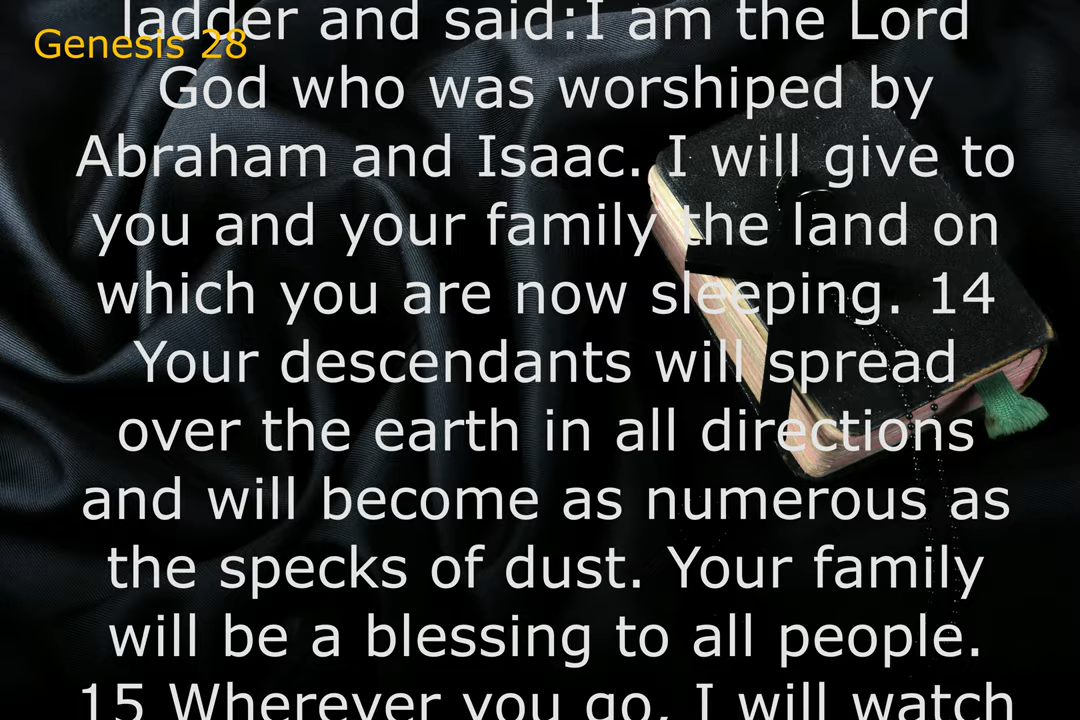 ladder and said:I am the Lord
Genesis 28
God who was worshiped by
Abraham and Isaac. I will give to
you and your family the land on
which you are now sleeping. 14
Your descendants will spread
over the earth in all directions
and will become as numerous as
the specks of dust. Your family
will be a blessing to all people.
15 Wherever you go, I will watch